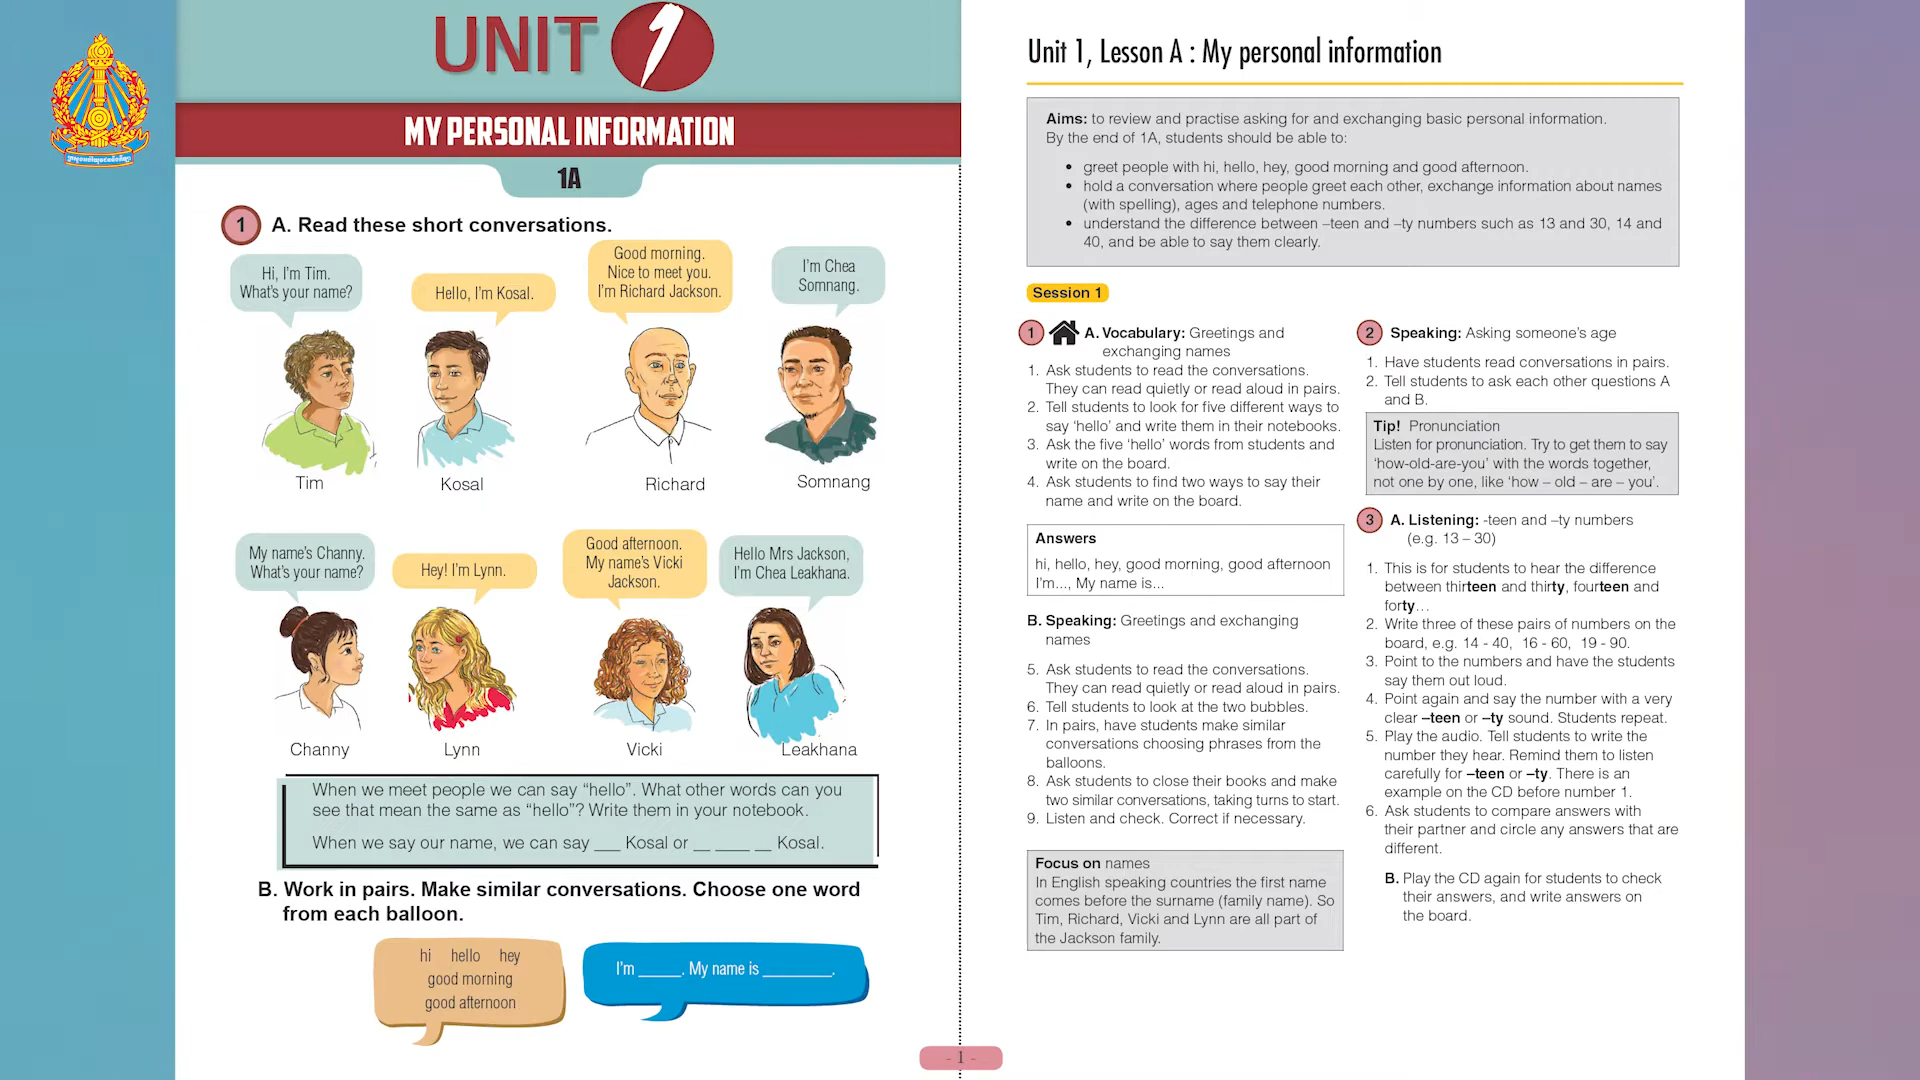 UNIT 1
MY PERSONAL INFORMATION
1A
1 A. Read these short conversations.
Hi, I'm Tim.
What's your name?
Hello, I'm Kosal.
Good morning.
Nice to meet you.
I'm Richard Jackson.
I'm Chea
Somnang.
Tim
Kosal
Richard
Somnang
My name's Channy.
What's your name?
Hey! I'm Lynn.
Good afternoon.
My name's Vicki
Jackson.
Hello Mrs Jackson,
I'm Chea Leakhana.
Channy
Lynn
Vicki
Leakhana
When we meet people we can say “hello”. What other words can you
see that mean the same as “hello”? Write them in your notebook.
When we say our name, we can say ___ Kosal or __ ____ __ Kosal.
B. Work in pairs. Make similar conversations. Choose one word
from each balloon.
hi hello hey
good morning
good afternoon
I'm _____. My name is ________.
Unit 1, Lesson A : My personal information
Aims: to review and practise asking for and exchanging basic personal information.
By the end of 1A, students should be able to:
• greet people with hi, hello, hey, good morning and good afternoon.
• hold a conversation where people greet each other, exchange information about names
(with spelling), ages and telephone numbers.
• understand the difference between –teen and –ty numbers such as 13 and 30, 14 and
40, and be able to say them clearly.
Session 1
1 A. Vocabulary: Greetings and
exchanging names
1. Ask students to read the conversations.
They can read quietly or read aloud in pairs.
2. Tell students to look for five different ways to
say ‘hello’ and write them in their notebooks.
3. Ask the five ‘hello’ words from students and
write on the board.
4. Ask students to find two ways to say their
name and write on the board.
Answers
hi, hello, hey, good morning, good afternoon
I'm..., My name is...
B. Speaking: Greetings and exchanging
names
5. Ask students to read the conversations.
They can read quietly or read aloud in pairs.
6. Tell students to look at the two bubbles.
7. In pairs, have students make similar
conversations choosing phrases from the
balloons.
8. Ask students to close their books and make
two similar conversations, taking turns to start.
9. Listen and check. Correct if necessary.
Focus on names
In English speaking countries the first name
comes before the surname (family name). So
Tim, Richard, Vicki and Lynn are all part of
the Jackson family.
2 Speaking: Asking someone's age
1. Have students read conversations in pairs.
2. Tell students to ask each other questions A
and B.
Tip! Pronunciation
Listen for pronunciation. Try to get them to say
‘how-old-are-you’ with the words together,
not one by one, like ‘how – old – are – you’.
3 A. Listening: -teen and –ty numbers
(e.g. 13 – 30)
1. This is for students to hear the difference
between thirteen and thirty, fourteen and
forty…
2. Write three of these pairs of numbers on the
board, e.g. 14 - 40, 16 - 60, 19 - 90.
3. Point to the numbers and have the students
say them out loud.
4. Point again and say the number with a very
clear –teen or –ty sound. Students repeat.
5. Play the audio. Tell students to write the
number they hear. Remind them to listen
carefully for –teen or –ty. There is an
example on the CD before number 1.
6. Ask students to compare answers with
their partner and circle any answers that are
different.
B. Play the CD again for students to check
their answers, and write answers on
the board.
- 1 -